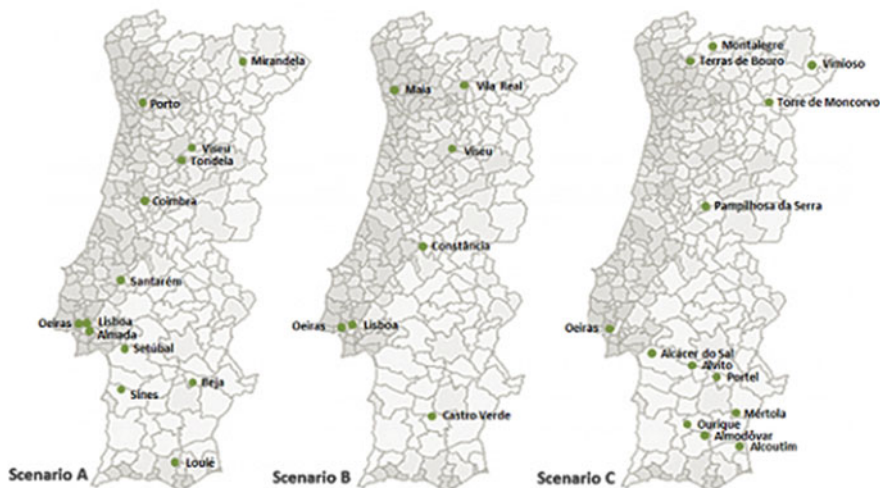 Mirandela
Porto
Viseu
Tondela
Coimbra
Santarém
Oeiras
Lisboa
Almada
Setúbal
Beja
Sines
Loulé
Scenario A
Maia
Vila Real
Viseu
Constância
Oeiras
Lisboa
Castro Verde
Scenario B
Montalegre
Terras de Bouro
Vimioso
Torre de Moncorvo
Pampilhosa da Serra
Oeiras
Alcácer do Sal
Alvito
Portel
Mértola
Ourique
Almodôvar
Alcoutim
Scenario C